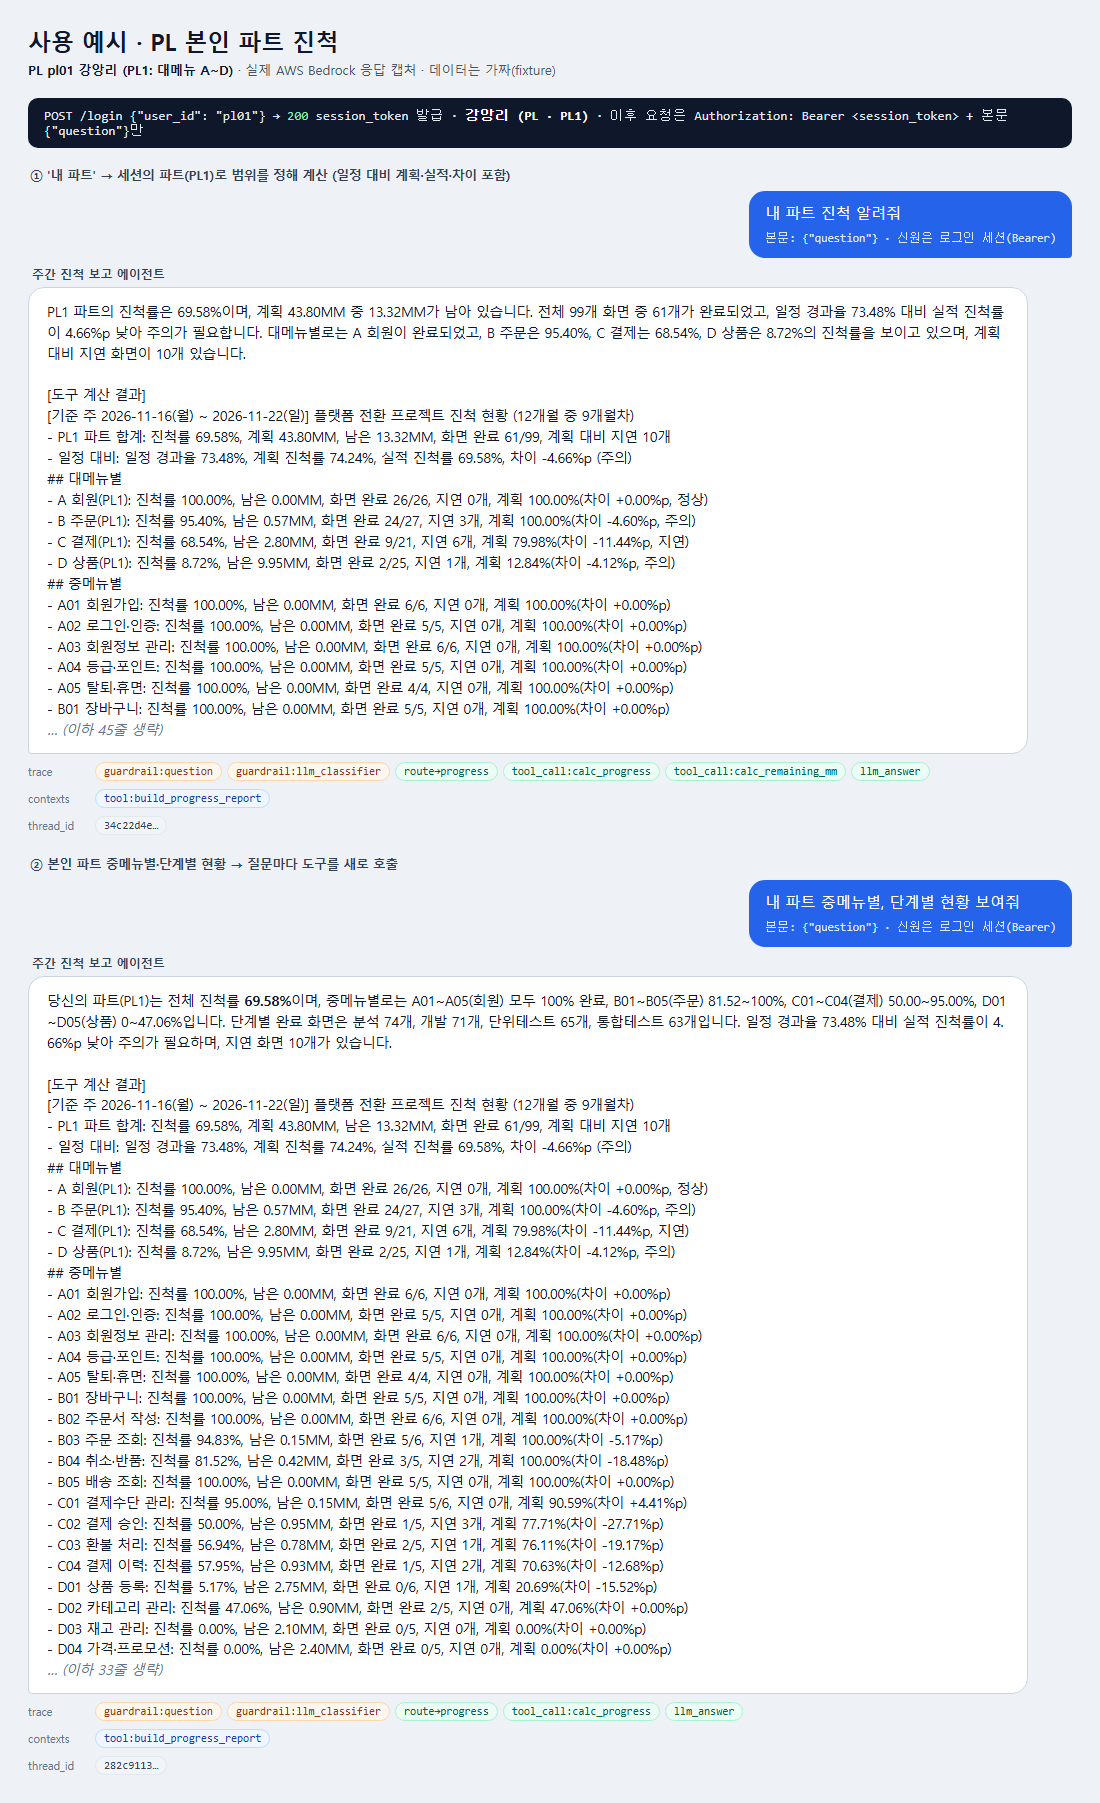 사용 예시 · PL 본인 파트 진척
PL pl01 강앙리 (PL1: 대메뉴 A~D) · 실제 AWS Bedrock 응답 캡처 · 데이터는 가짜(fixture)
POST /login {"user_id": "pl01"} → 200 session_token 발급 · 강앙리 (PL · PL1) · 이후 요청은 Authorization: Bearer <session_token> + 본문
{"question"}만
① '내 파트' → 세션의 파트(PL1)로 범위를 정해 계산 (일정 대비 계획·실적·차이 포함)
내 파트 진척 알려줘
본문: {"question"} · 신원은 로그인 세션(Bearer)
주간 진척 보고 에이전트
PL1 파트의 진척률은 69.58%이며, 계획 43.80MM 중 13.32MM가 남아 있습니다. 전체 99개 화면 중 61개가 완료되었고, 일정 경과율 73.48% 대비 실적 진척률
이 4.66%p 낮아 주의가 필요합니다. 대메뉴별로는 A 회원이 완료되었고, B 주문은 95.40%, C 결제는 68.54%, D 상품은 8.72%의 진척률을 보이고 있으며, 계획
대비 지연 화면이 10개 있습니다.
[도구 계산 결과]
[기준 주 2026-11-16(월) ~ 2026-11-22(일)] 플랫폼 전환 프로젝트 진척 현황 (12개월 중 9개월차)
- PL1 파트 합계: 진척률 69.58%, 계획 43.80MM, 남은 13.32MM, 화면 완료 61/99, 계획 대비 지연 10개
- 일정 대비: 일정 경과율 73.48%, 계획 진척률 74.24%, 실적 진척률 69.58%, 차이 -4.66%p (주의)
## 대메뉴별
- A 회원(PL1): 진척률 100.00%, 남은 0.00MM, 화면 완료 26/26, 지연 0개, 계획 100.00%(차이 +0.00%p, 정상)
- B 주문(PL1): 진척률 95.40%, 남은 0.57MM, 화면 완료 24/27, 지연 3개, 계획 100.00%(차이 -4.60%p, 주의)
- C 결제(PL1): 진척률 68.54%, 남은 2.80MM, 화면 완료 9/21, 지연 6개, 계획 79.98%(차이 -11.44%p, 지연)
- D 상품(PL1): 진척률 8.72%, 남은 9.95MM, 화면 완료 2/25, 지연 1개, 계획 12.84%(차이 -4.12%p, 주의)
## 중메뉴별
- A01 회원가입: 진척률 100.00%, 남은 0.00MM, 화면 완료 6/6, 지연 0개, 계획 100.00%(차이 +0.00%p)
- A02 로그인·인증: 진척률 100.00%, 남은 0.00MM, 화면 완료 5/5, 지연 0개, 계획 100.00%(차이 +0.00%p)
- A03 회원정보 관리: 진척률 100.00%, 남은 0.00MM, 화면 완료 6/6, 지연 0개, 계획 100.00%(차이 +0.00%p)
- A04 등급·포인트: 진척률 100.00%, 남은 0.00MM, 화면 완료 5/5, 지연 0개, 계획 100.00%(차이 +0.00%p)
- A05 탈퇴·휴면: 진척률 100.00%, 남은 0.00MM, 화면 완료 4/4, 지연 0개, 계획 100.00%(차이 +0.00%p)
- B01 장바구니: 진척률 100.00%, 남은 0.00MM, 화면 완료 5/5, 지연 0개, 계획 100.00%(차이 +0.00%p)
... (이하 45줄 생략)
trace guardrail:question guardrail:llm_classifier route→progress tool_call:calc_progress tool_call:calc_remaining_mm llm_answer
contexts tool:build_progress_report
thread_id 34c22d4e…
② 본인 파트 중메뉴별·단계별 현황 → 질문마다 도구를 새로 호출
내 파트 중메뉴별, 단계별 현황 보여줘
본문: {"question"} · 신원은 로그인 세션(Bearer)
주간 진척 보고 에이전트
당신의 파트(PL1)는 전체 진척률 69.58%이며, 중메뉴별로는 A01~A05(회원) 모두 100% 완료, B01~B05(주문) 81.52~100%, C01~C04(결제) 50.00~95.00%, D01
~D05(상품) 0~47.06%입니다. 단계별 완료 화면은 분석 74개, 개발 71개, 단위테스트 65개, 통합테스트 63개입니다. 일정 경과율 73.48% 대비 실적 진척률이 4.
66%p 낮아 주의가 필요하며, 지연 화면 10개가 있습니다.
[도구 계산 결과]
[기준 주 2026-11-16(월) ~ 2026-11-22(일)] 플랫폼 전환 프로젝트 진척 현황 (12개월 중 9개월차)
- PL1 파트 합계: 진척률 69.58%, 계획 43.80MM, 남은 13.32MM, 화면 완료 61/99, 계획 대비 지연 10개
- 일정 대비: 일정 경과율 73.48%, 계획 진척률 74.24%, 실적 진척률 69.58%, 차이 -4.66%p (주의)
## 대메뉴별
- A 회원(PL1): 진척률 100.00%, 남은 0.00MM, 화면 완료 26/26, 지연 0개, 계획 100.00%(차이 +0.00%p, 정상)
- B 주문(PL1): 진척률 95.40%, 남은 0.57MM, 화면 완료 24/27, 지연 3개, 계획 100.00%(차이 -4.60%p, 주의)
- C 결제(PL1): 진척률 68.54%, 남은 2.80MM, 화면 완료 9/21, 지연 6개, 계획 79.98%(차이 -11.44%p, 지연)
- D 상품(PL1): 진척률 8.72%, 남은 9.95MM, 화면 완료 2/25, 지연 1개, 계획 12.84%(차이 -4.12%p, 주의)
## 중메뉴별
- A01 회원가입: 진척률 100.00%, 남은 0.00MM, 화면 완료 6/6, 지연 0개, 계획 100.00%(차이 +0.00%p)
- A02 로그인·인증: 진척률 100.00%, 남은 0.00MM, 화면 완료 5/5, 지연 0개, 계획 100.00%(차이 +0.00%p)
- A03 회원정보 관리: 진척률 100.00%, 남은 0.00MM, 화면 완료 6/6, 지연 0개, 계획 100.00%(차이 +0.00%p)
- A04 등급·포인트: 진척률 100.00%, 남은 0.00MM, 화면 완료 5/5, 지연 0개, 계획 100.00%(차이 +0.00%p)
- A05 탈퇴·휴면: 진척률 100.00%, 남은 0.00MM, 화면 완료 4/4, 지연 0개, 계획 100.00%(차이 +0.00%p)
- B01 장바구니: 진척률 100.00%, 남은 0.00MM, 화면 완료 5/5, 지연 0개, 계획 100.00%(차이 +0.00%p)
- B02 주문서 작성: 진척률 100.00%, 남은 0.00MM, 화면 완료 6/6, 지연 0개, 계획 100.00%(차이 +0.00%p)
- B03 주문 조회: 진척률 94.83%, 남은 0.15MM, 화면 완료 5/6, 지연 1개, 계획 100.00%(차이 -5.17%p)
- B04 취소·반품: 진척률 81.52%, 남은 0.42MM, 화면 완료 3/5, 지연 2개, 계획 100.00%(차이 -18.48%p)
- B05 배송 조회: 진척률 100.00%, 남은 0.00MM, 화면 완료 5/5, 지연 0개, 계획 100.00%(차이 +0.00%p)
- C01 결제수단 관리: 진척률 95.00%, 남은 0.15MM, 화면 완료 5/6, 지연 0개, 계획 90.59%(차이 +4.41%p)
- C02 결제 승인: 진척률 50.00%, 남은 0.95MM, 화면 완료 1/5, 지연 3개, 계획 77.71%(차이 -27.71%p)
- C03 환불 처리: 진척률 56.94%, 남은 0.78MM, 화면 완료 2/5, 지연 1개, 계획 76.11%(차이 -19.17%p)
- C04 결제 이력: 진척률 57.95%, 남은 0.93MM, 화면 완료 1/5, 지연 2개, 계획 70.63%(차이 -12.68%p)
- D01 상품 등록: 진척률 5.17%, 남은 2.75MM, 화면 완료 0/6, 지연 1개, 계획 20.69%(차이 -15.52%p)
- D02 카테고리 관리: 진척률 47.06%, 남은 0.90MM, 화면 완료 2/5, 지연 0개, 계획 47.06%(차이 +0.00%p)
- D03 재고 관리: 진척률 0.00%, 남은 2.10MM, 화면 완료 0/5, 지연 0개, 계획 0.00%(차이 +0.00%p)
- D04 가격·프로모션: 진척률 0.00%, 남은 2.40MM, 화면 완료 0/5, 지연 0개, 계획 0.00%(차이 +0.00%p)
... (이하 33줄 생략)
trace guardrail:question guardrail:llm_classifier route→progress tool_call:calc_progress llm_answer
contexts tool:build_progress_report
thread_id 282c9113…